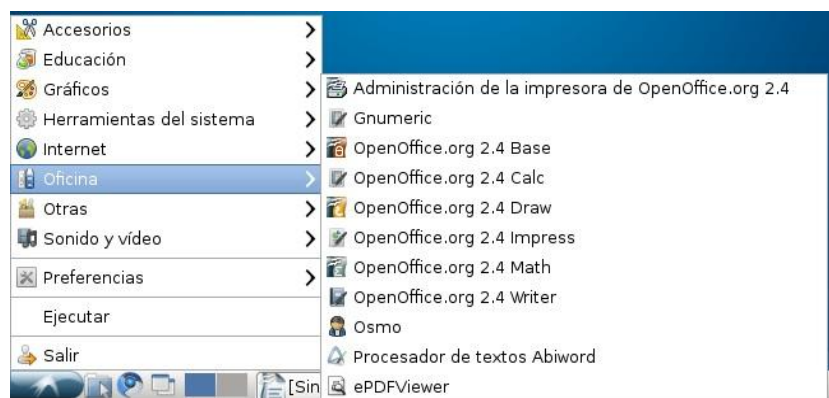 Accesorios
Educación
Gráficos
Herramientas del sistema
Internet
Oficina
Otras
Sonido y vídeo
Preferencias
Ejecutar
Salir
[Sin
Administración de la impresora de OpenOffice.org 2.4
Gnumeric
OpenOffice.org 2.4 Base
OpenOffice.org 2.4 Calc
OpenOffice.org 2.4 Draw
OpenOffice.org 2.4 Impress
OpenOffice.org 2.4 Math
OpenOffice.org 2.4 Writer
Osmo
Procesador de textos Abiword
ePDFViewer